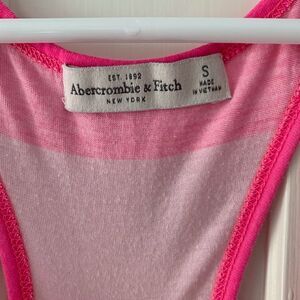 EST. 1892
Abercrombie & Fitch
NEW YORK
S
MADE
IN VIETNAM